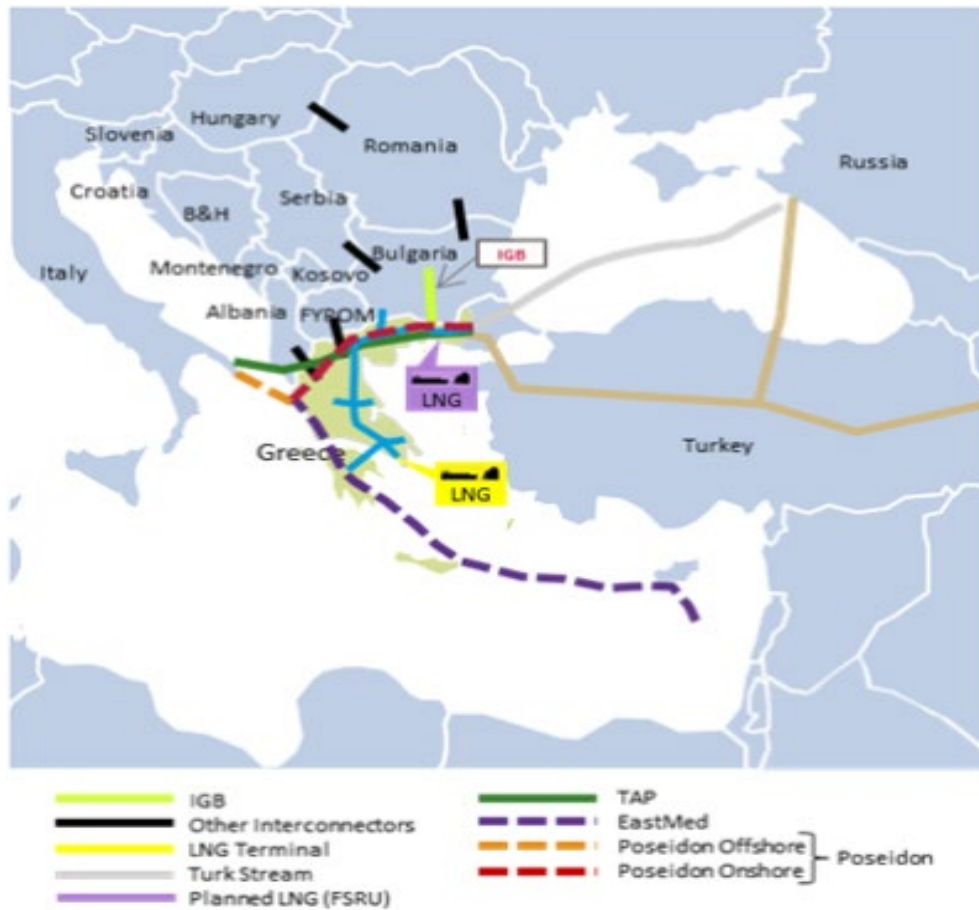 Hungary
Slovenia
Romania
Russia
Croatia
Serbia
B&H
Bulgaria
IGB
Italy
Montenegro
Kosovo
Albania
FYROM
LNG
Turkey
Greece
LNG
IGB
TAP
Other Interconnectors
EastMed
LNG Terminal
Poseidon Offshore
Poseidon
Turk Stream
Poseidon Onshore
Planned LNG (FSRU)